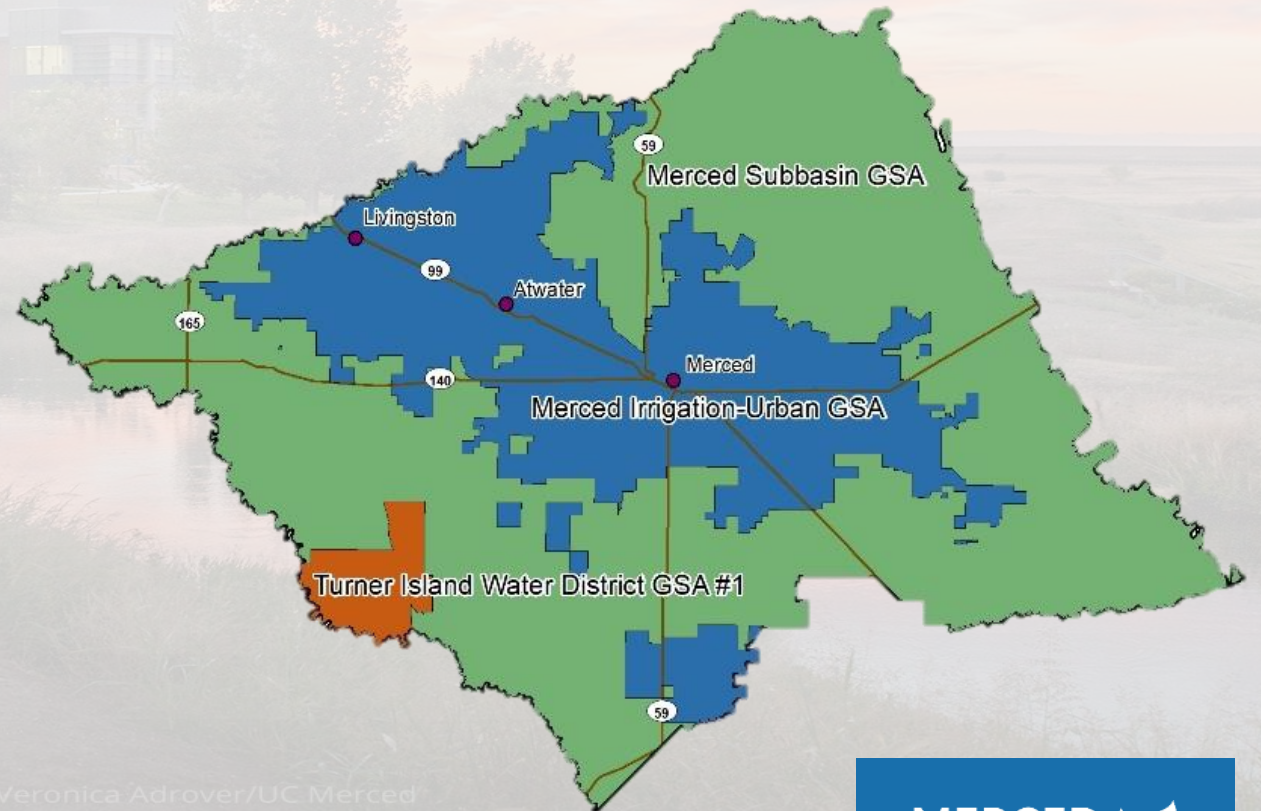 59
Merced Subbasin GSA
Livingston
99
Atwater
165
Merced
140
Merced Irrigation-Urban GSA
Turner Island Water District GSA #1
59
Veronica Adrover/UC Merced
MERCED